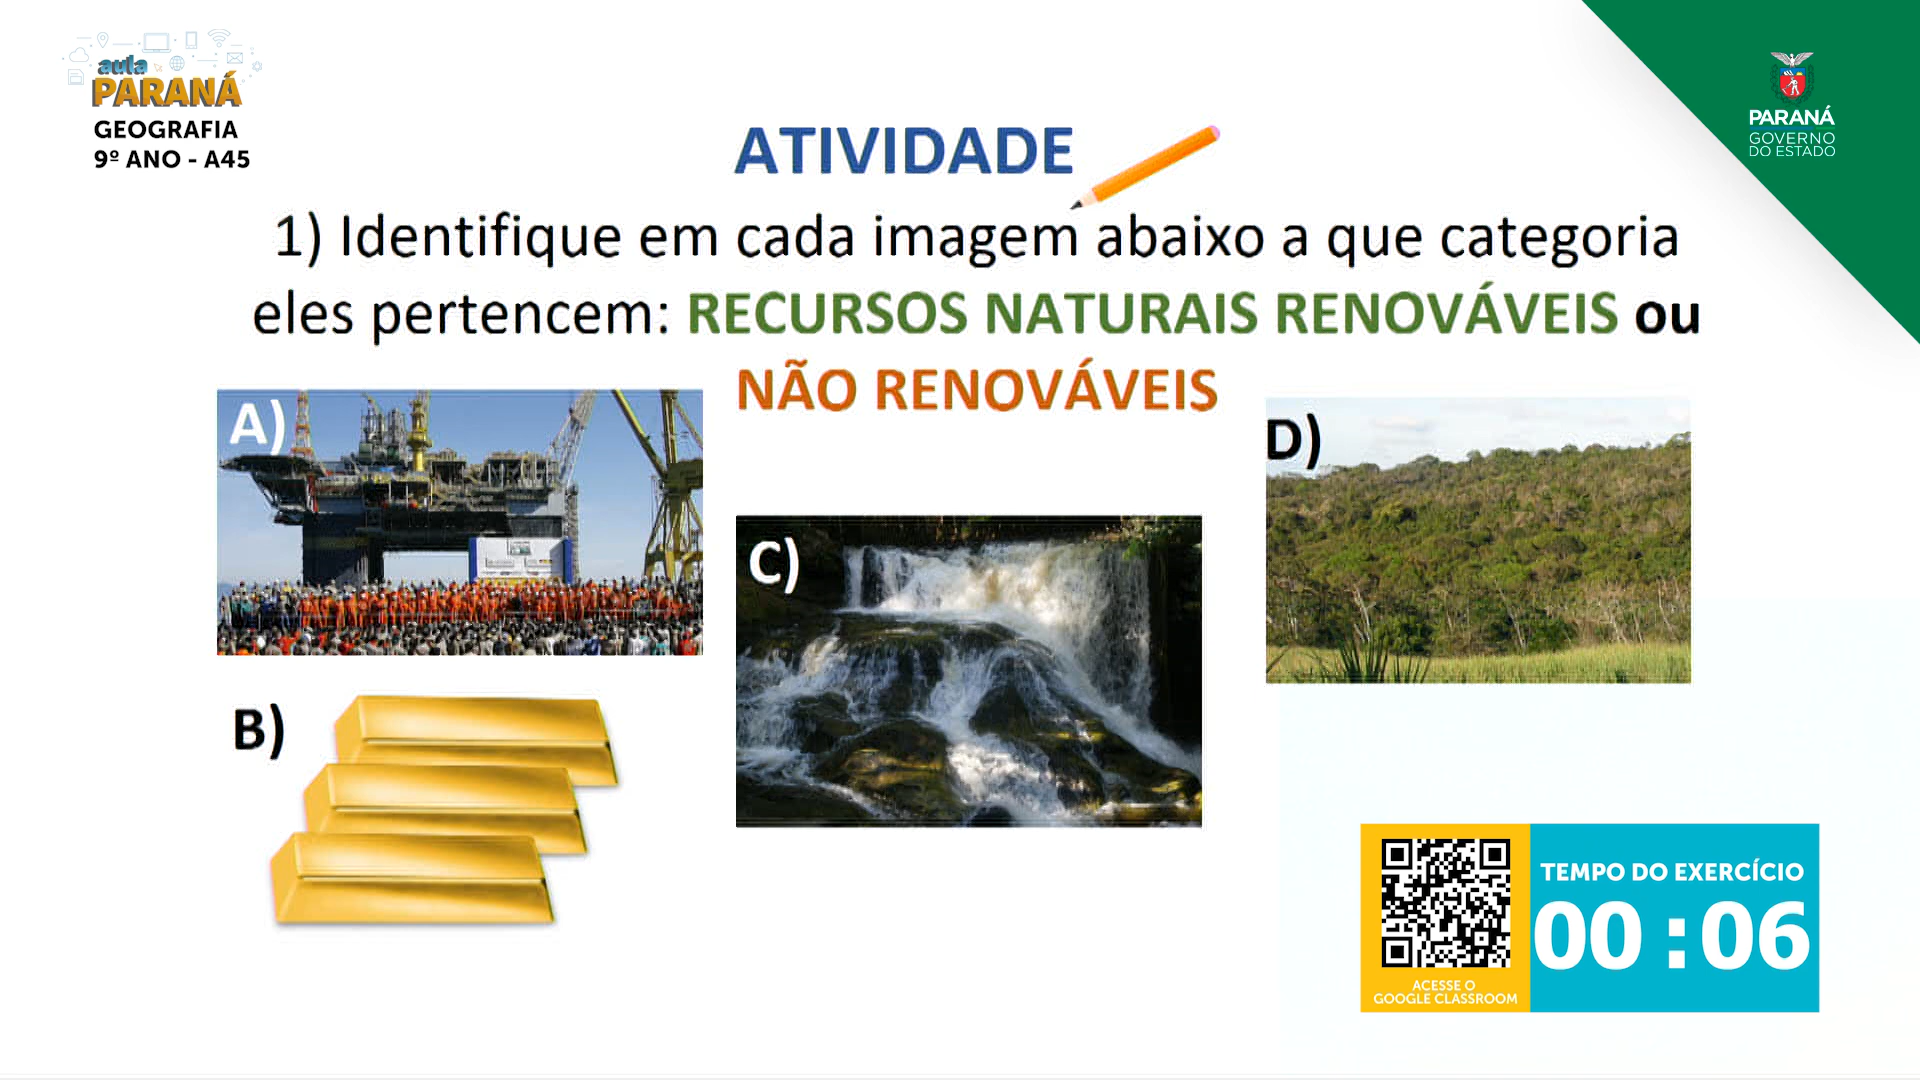 aula
PARANÁ
GEOGRAFIA
9º ANO - A45
PARANÁ
GOVERNO
DO ESTADO
ATIVIDADE
1) Identifique em cada imagem abaixo a que categoria
eles pertencem: RECURSOS NATURAIS RENOVÁVEIS ou
NÃO RENOVÁVEIS
A)
D)
C)
B)
TEMPO DO EXERCÍCIO
00:06
ACESSE O
GOOGLE CLASSROOM